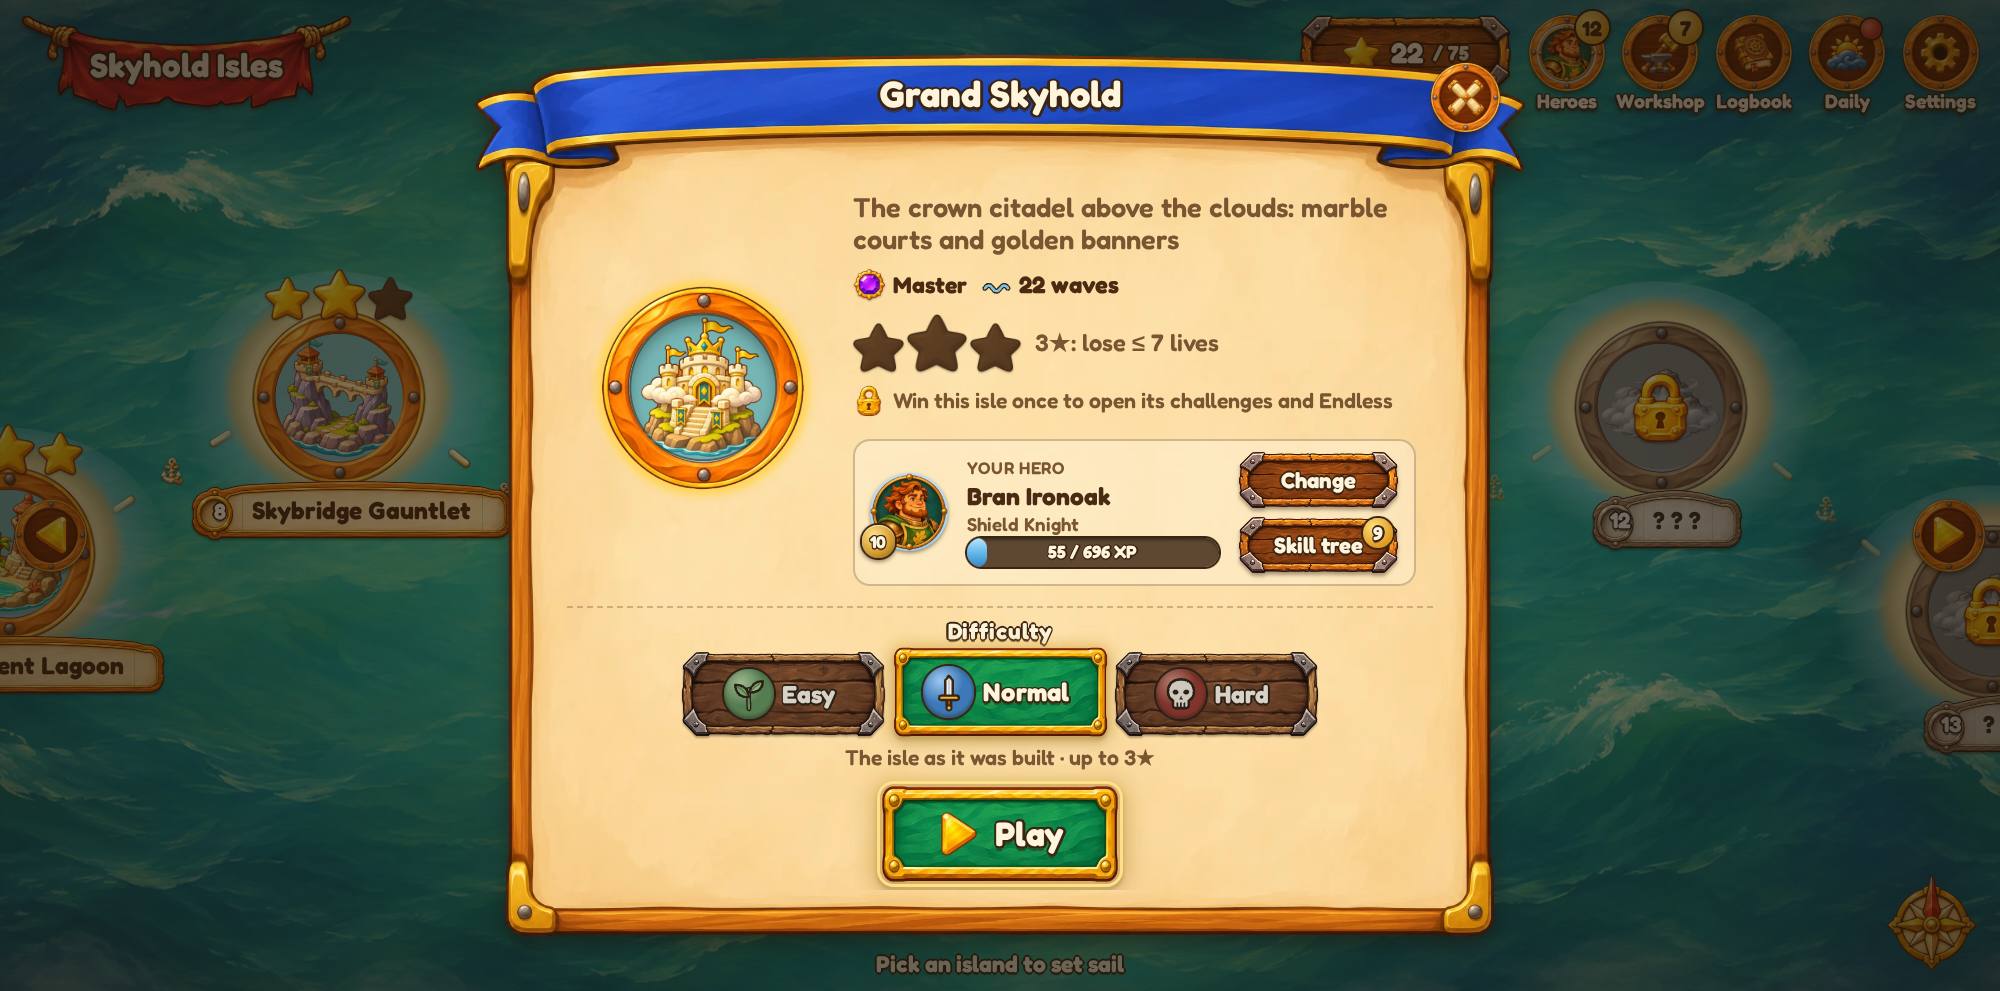 Skyhold Isles
22 / 75
12
7
Heroes
Workshop
Logbook
Daily
Settings
Grand Skyhold
The crown citadel above the clouds: marble
courts and golden banners
Master
22 waves
3★: lose ≤ 7 lives
Win this isle once to open its challenges and Endless
YOUR HERO
Bran Ironoak
Shield Knight
10
55 / 696 XP
Change
Skill tree
9
8
Skybridge Gauntlet
ent Lagoon
12
???
13
?
Difficulty
Easy
Normal
Hard
The isle as it was built · up to 3★
Play
Pick an island to set sail